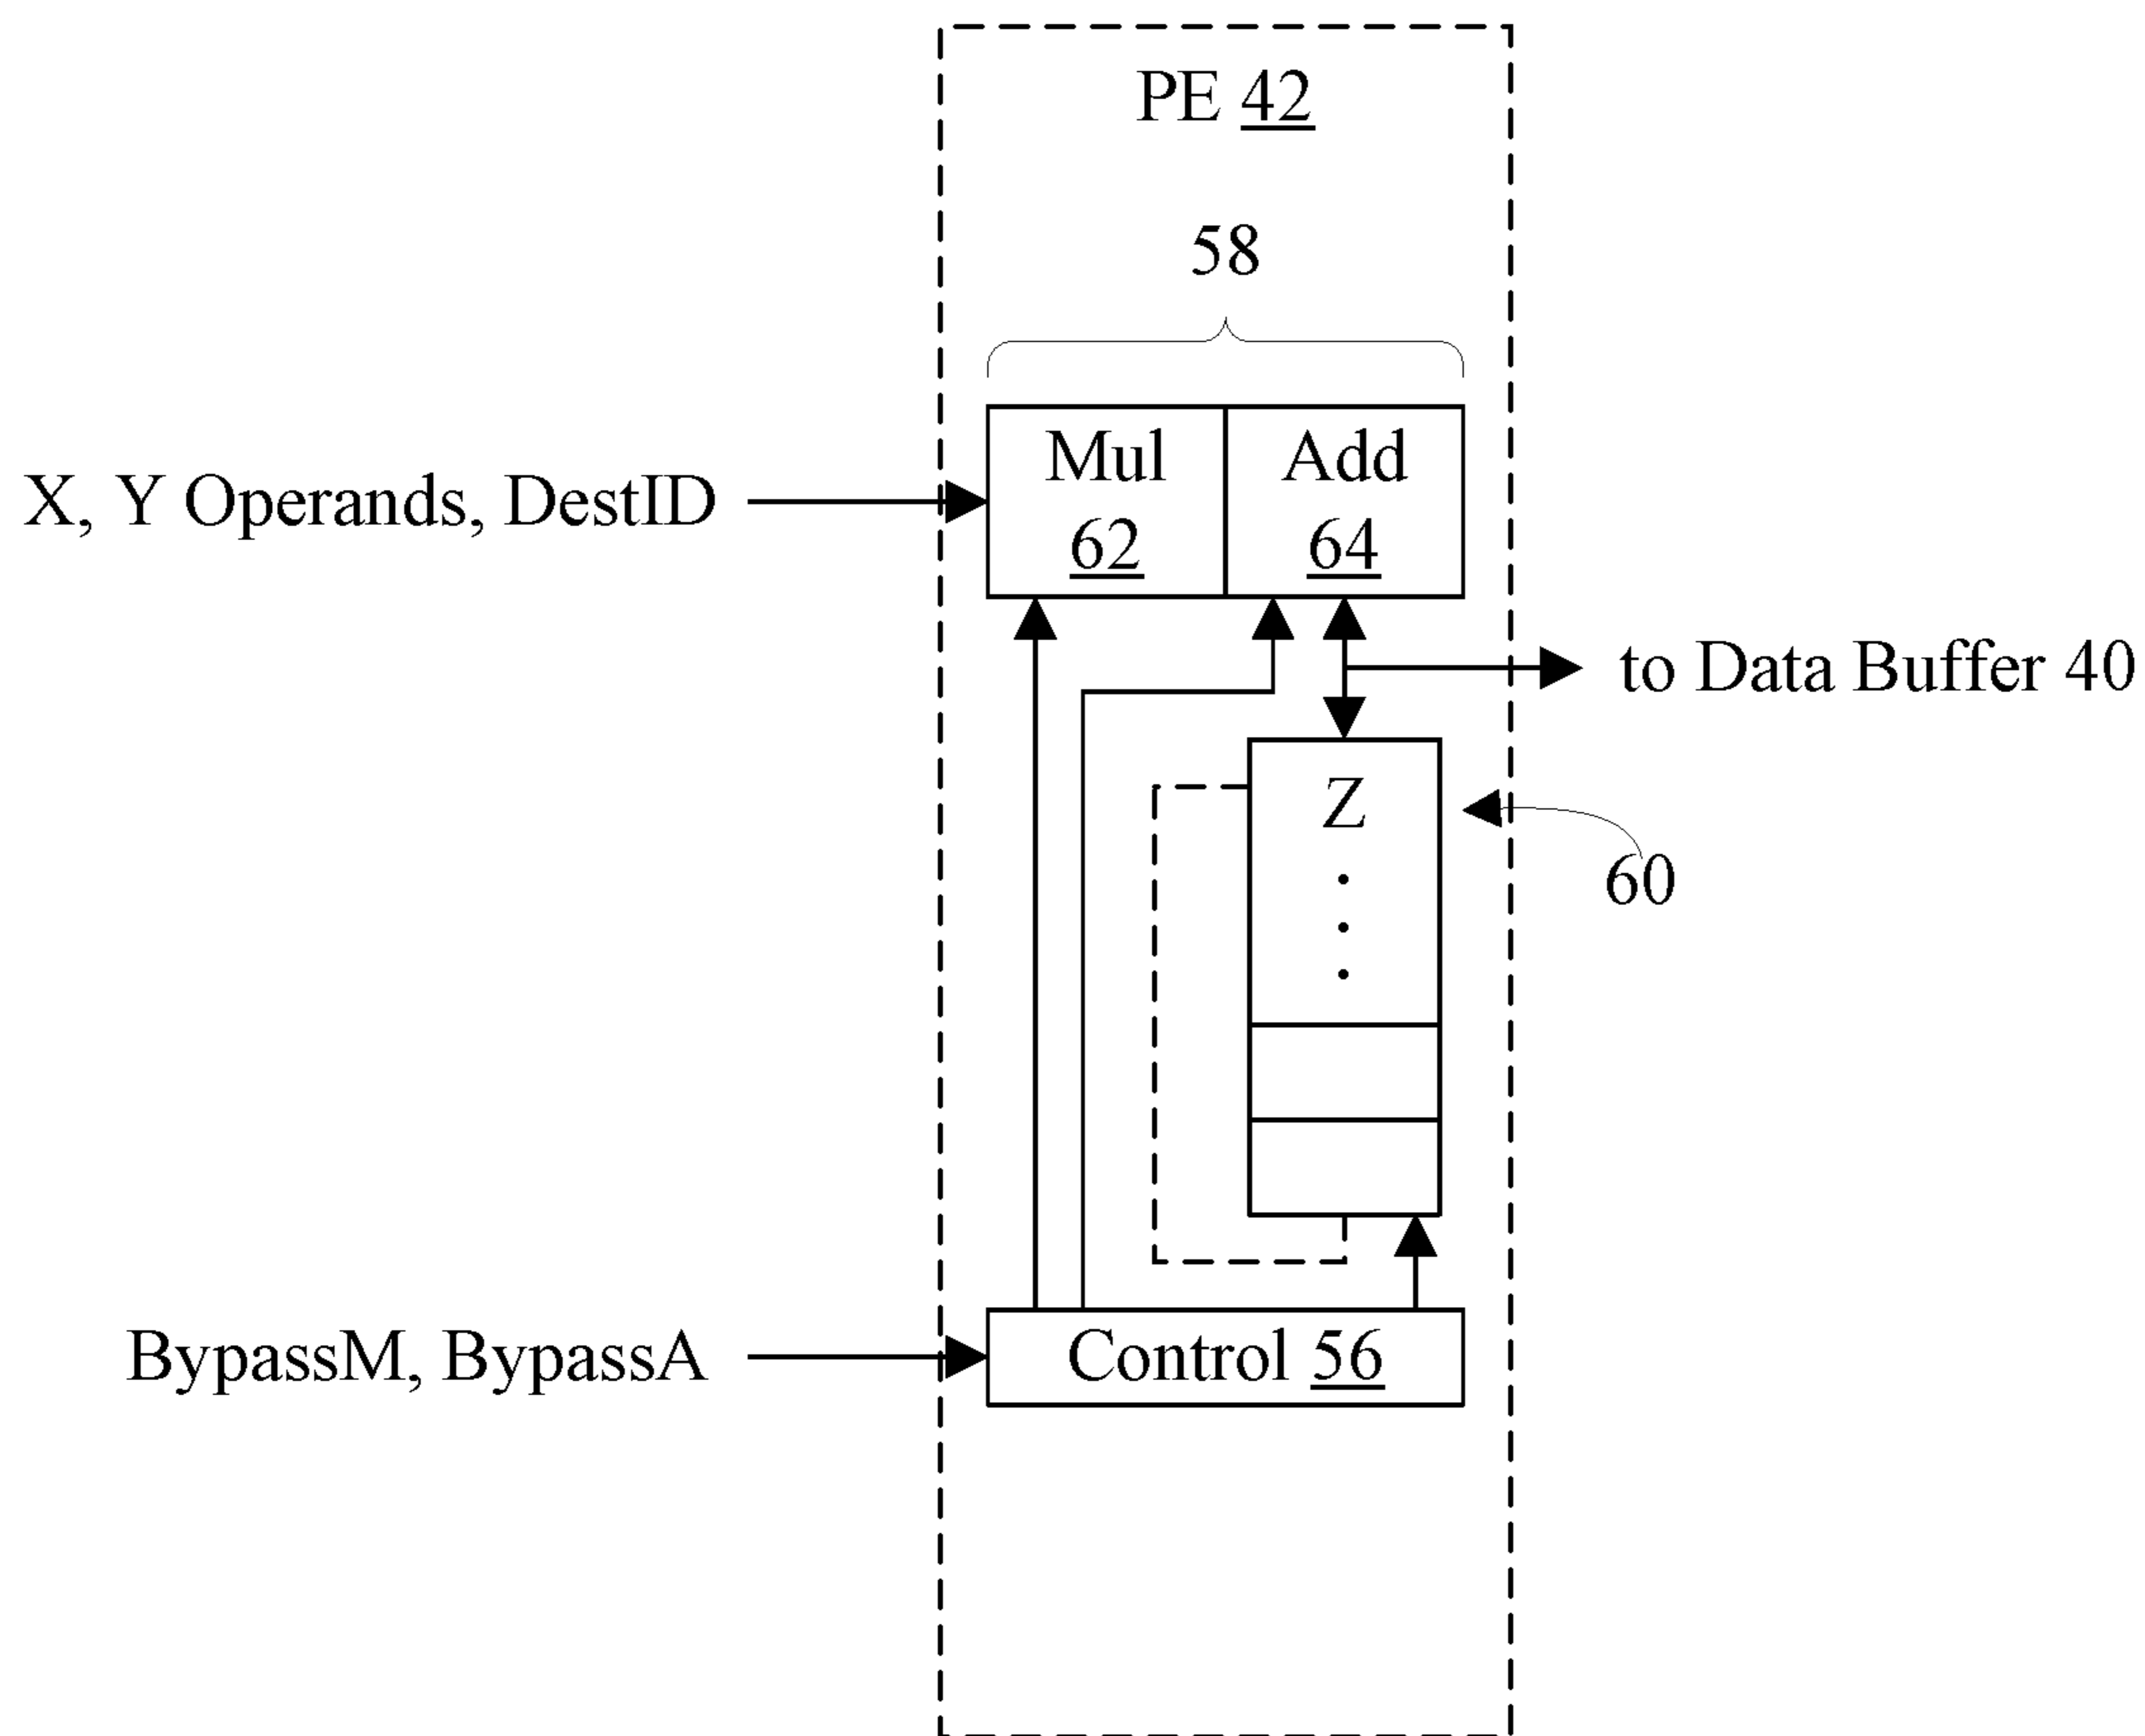 PE 42
58
Mul
62
Add
64
X, Y Operands, DestID
to Data Buffer 40
Z
60
BypassM, BypassA
Control 56